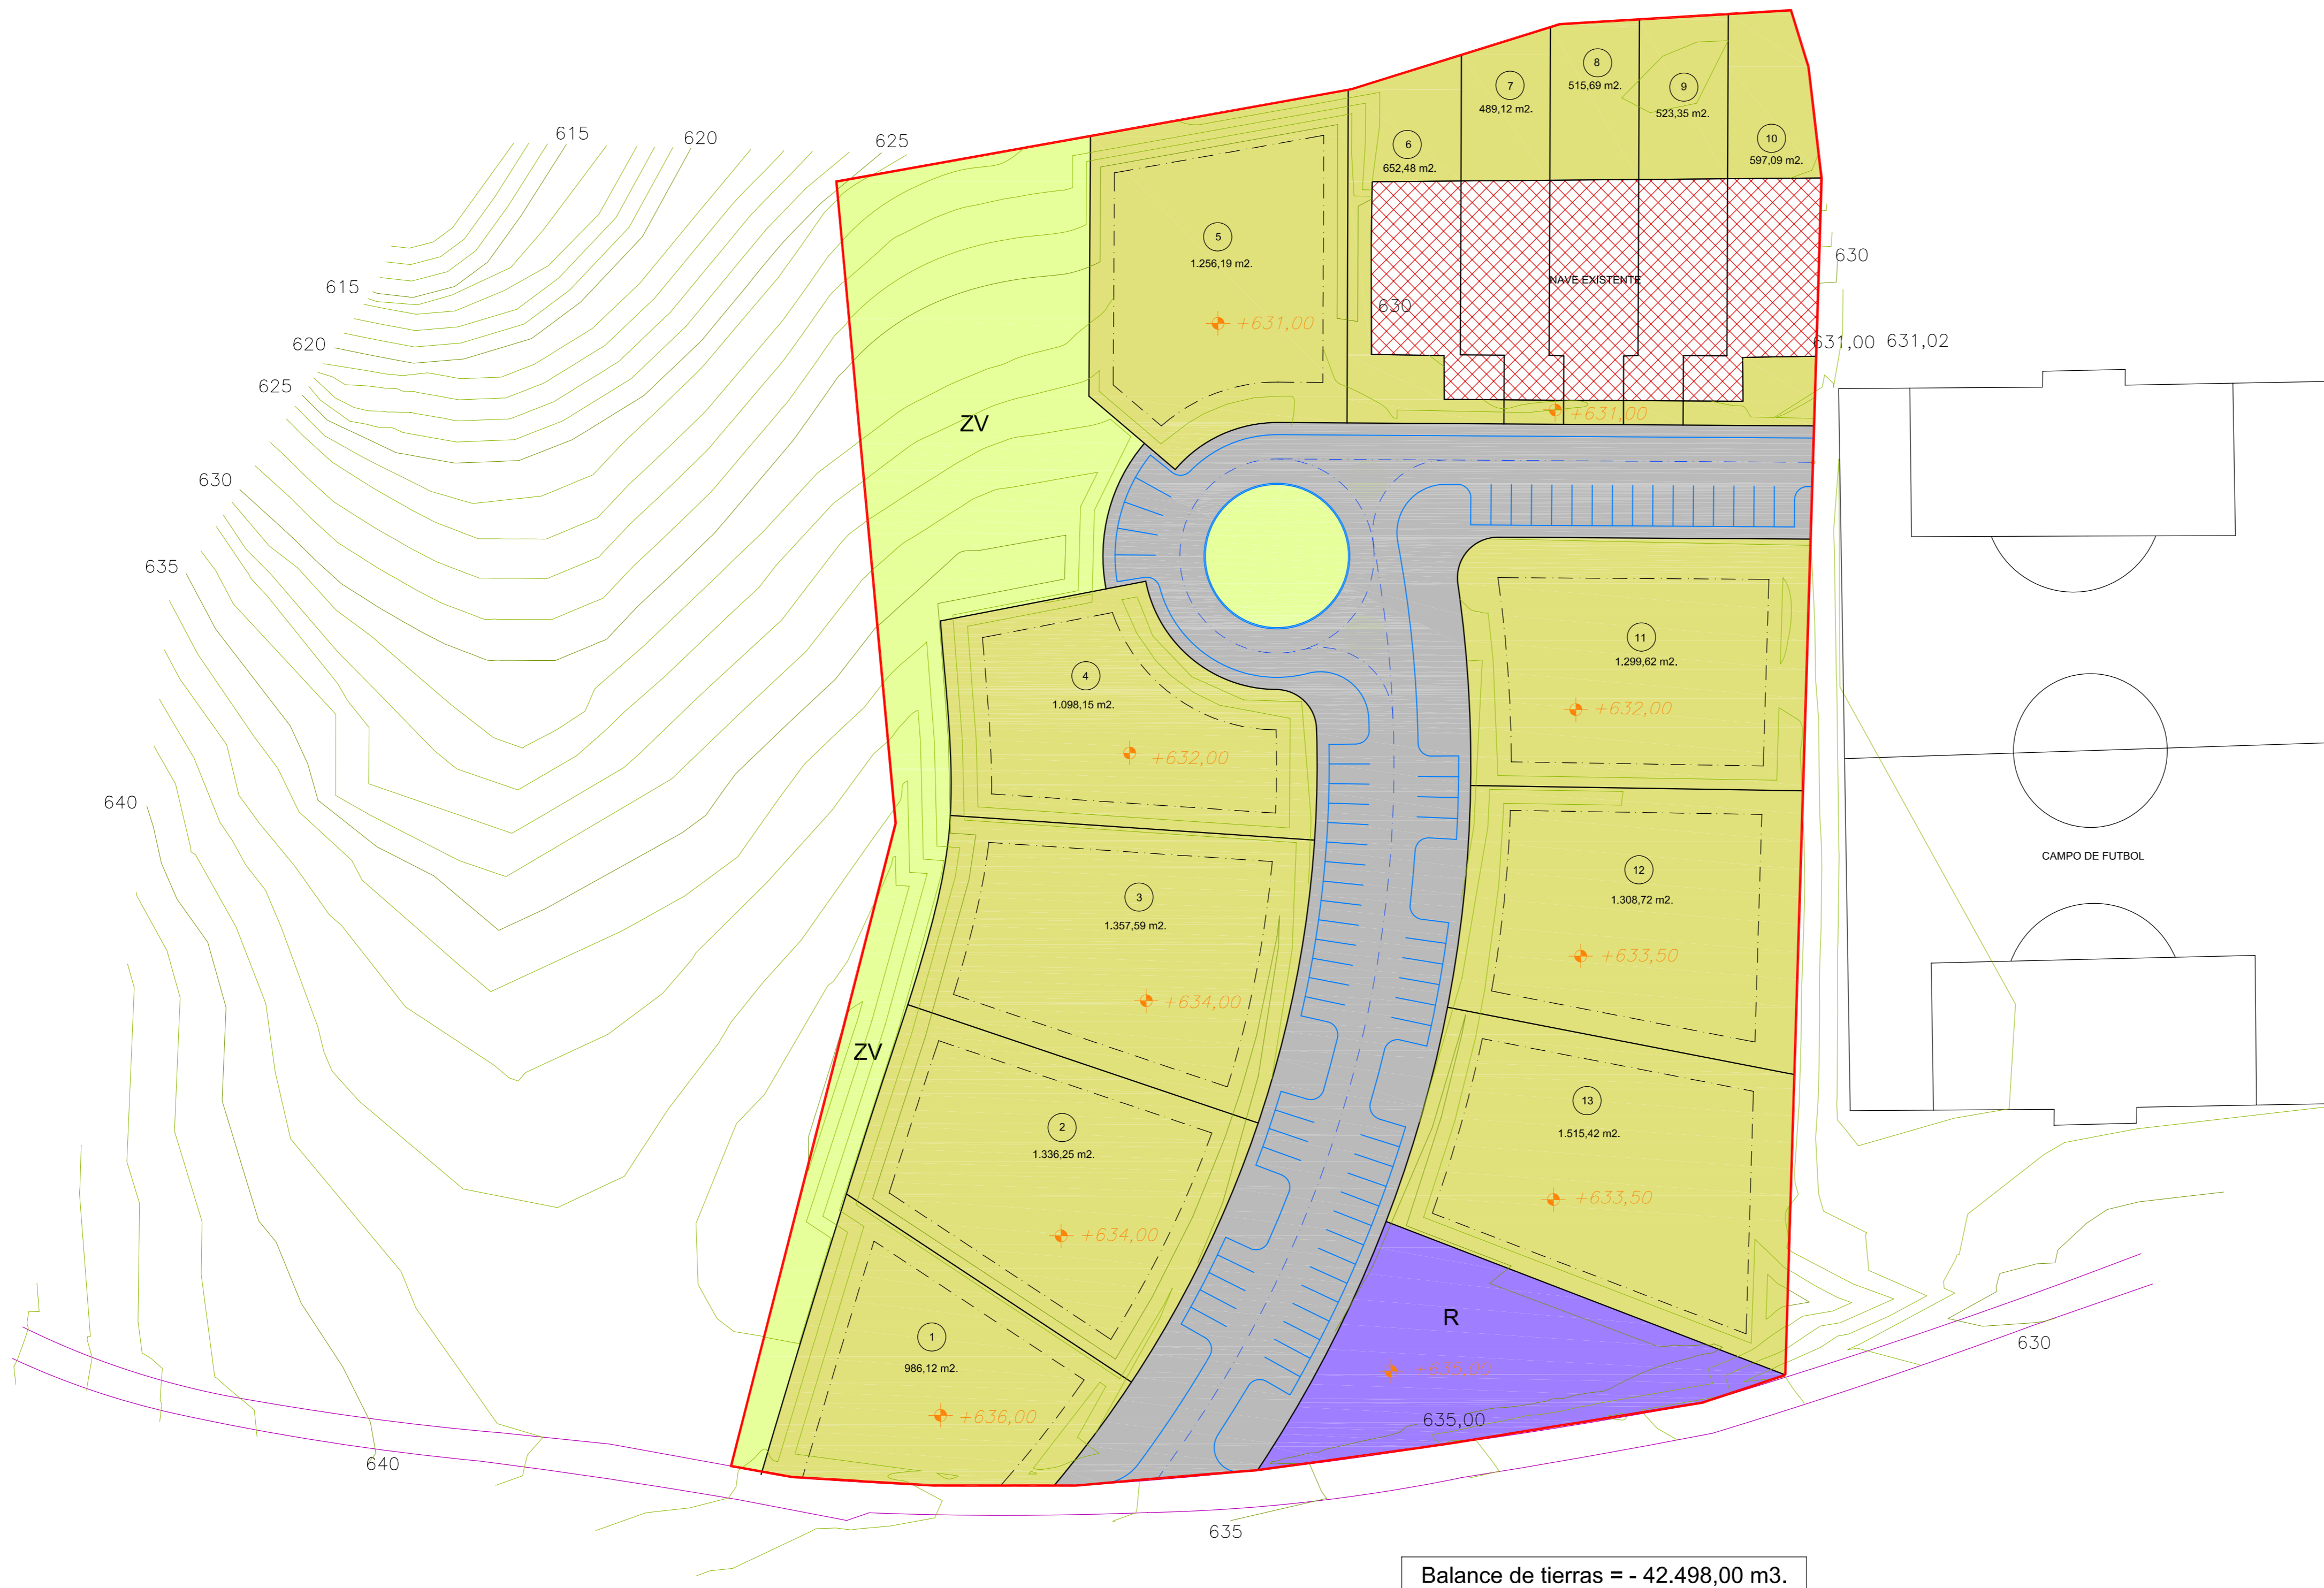 8
515,69 m2.
7
489,12 m2.
9
523,35 m2.
615
620
625
6
652,48 m2.
10
597,09 m2.
5
1.256,19 m2.
630
615
NAVE EXISTENTE
630
+631,00
620
631,00 631,02
625
ZV
+631,00
630
635
11
1.299,62 m2.
4
1.098,15 m2.
+632,00
+632,00
640
CAMPO DE FUTBOL
12
1.308,72 m2.
3
1.357,59 m2.
+633,50
+634,00
ZV
13
1.515,42 m2.
2
1.336,25 m2.
+633,50
+634,00
R
1
986,12 m2.
630
+635,00
+636,00
635,00
640
635
Balance de tierras = - 42.498,00 m3.